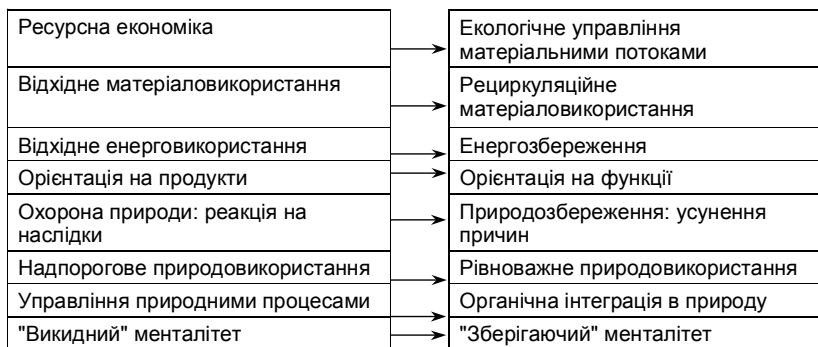 Ресурсна економіка
Екологічне управління
матеріальними потоками
Відхідне матеріаловикористання
Рециркуляційне
матеріаловикористання
Відхідне енерговикористання
Енергозбереження
Орієнтація на продукти
Орієнтація на функції
Охорона природи: реакція на
наслідки
Природозбереження: усунення
причин
Надпорогове природовикористання
Рівноважне природовикористання
Управління природними процесами
Органічна інтеграція в природу
"Викидний" менталітет
"Зберігаючий" менталітет